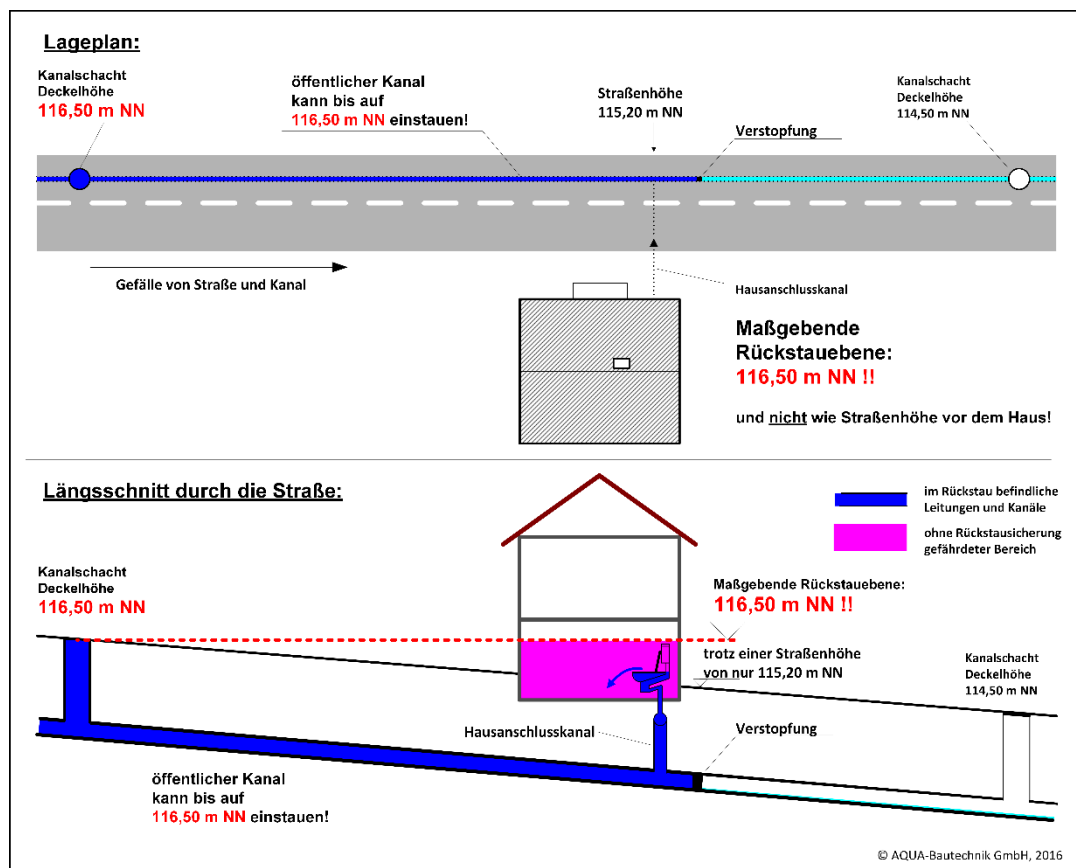 Lageplan:
Kanalschacht
Deckelhöhe
116,50 m NN
öffentlicher Kanal
kann bis auf
116,50 m NN einstauen!
Straßenhöhe
115,20 m NN
Verstopfung
Kanalschacht
Deckelhöhe
114,50 m NN
Gefälle von Straße und Kanal
Hausanschlusskanal
Maßgebende
Rückstauebene:
116,50 m NN !!
und nicht wie Straßenhöhe vor dem Haus!
Längsschnitt durch die Straße:
im Rückstau befindliche
Leitungen und Kanäle
ohne Rückstausicherung
gefährdeter Bereich
Kanalschacht
Deckelhöhe
116,50 m NN
Maßgebende Rückstauebene:
116,50 m NN !!
trotz einer Straßenhöhe
von nur 115,20 m NN
Kanalschacht
Deckelhöhe
114,50 m NN
Hausanschlusskanal
Verstopfung
öffentlicher Kanal
kann bis auf
116,50 m NN einstauen!
© AQUA-Bautechnik GmbH, 2016